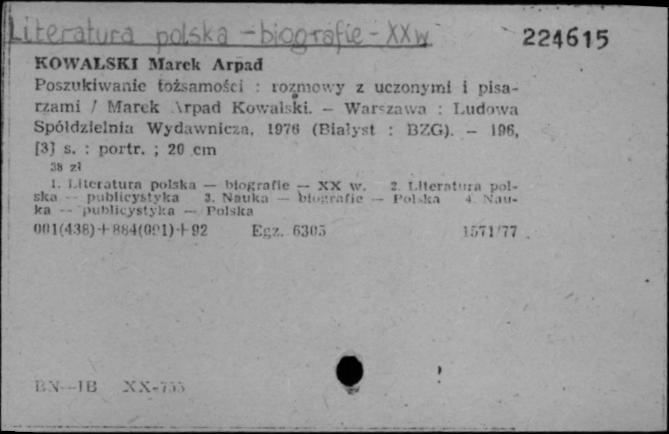 Literatura polska - biografie - XX w.
224615
KOWALSKI Marek Arpad
Poszukiwanie tożsamości : rozmowy z uczonymi i pisa-
rzami / Marek Arpad Kowalski. — Warszawa : Ludowa
Spółdzielnia Wydawnicza, 1976 (Białyst : BZG). — 196,
[3] s. : portr. ; 20 cm
38 zł
1. Literatura polska — biografie — XX w. 2. Literatura pol-
ska — publicystyka 3. Nauka — biografie — Polska 4. Nau-
ka — publicystyka — Polska
001(438)+884(091)+92 Egz. 6305 1571/77
BN—IB XX-755